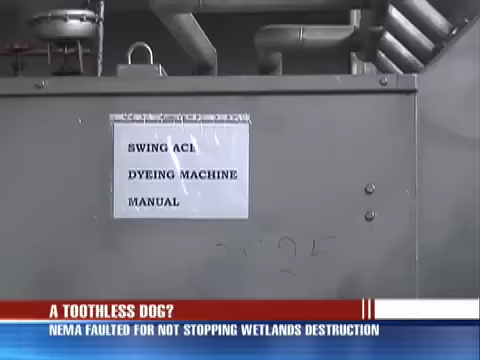 SWING ACE
DYEING MACHINE
MANUAL
A TOOTHLESS DOG?
NEMA FAULTED FOR NOT STOPPING WETLANDS DESTRUCTION